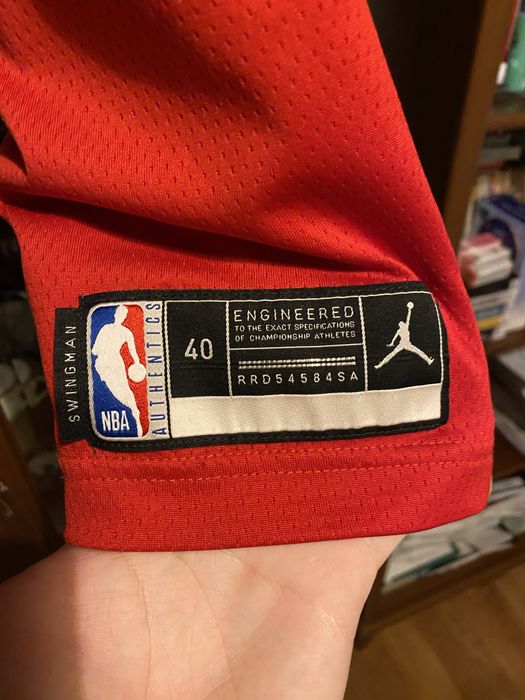 SWINGMAN
NBA
AUTHENTICS
40
ENGINEERED
TO THE EXACT SPECIFICATIONS
OF CHAMPIONSHIP ATHLETES
RRD54584SA